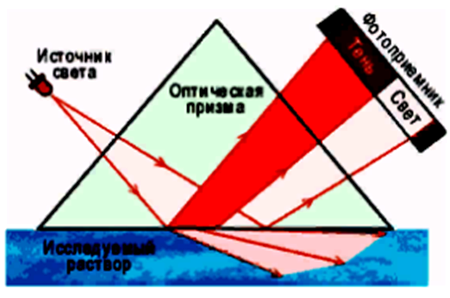 Источник
света
Оптическая
призма
Фотоприемник
Тень
Свет
Исследуемый
раствор